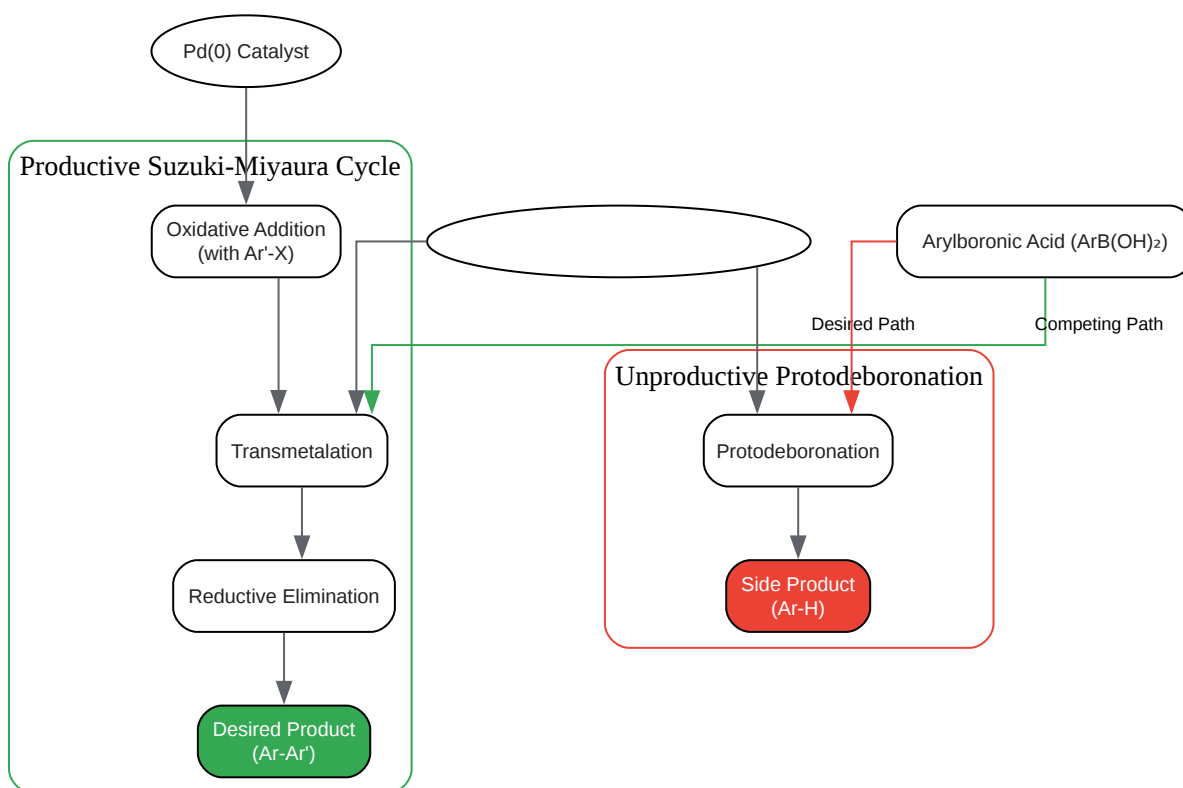 Pd(0) Catalyst
Productive Suzuki-Miyaura Cycle
Oxidative Addition
(with Ar'-X)
Arylboronic Acid (ArB(OH)₂)
Desired Path
Competing Path
Unproductive Protodeboronation
Transmetalation
Protodeboronation
Reductive Elimination
Side Product
(Ar-H)
Desired Product
(Ar-Ar')